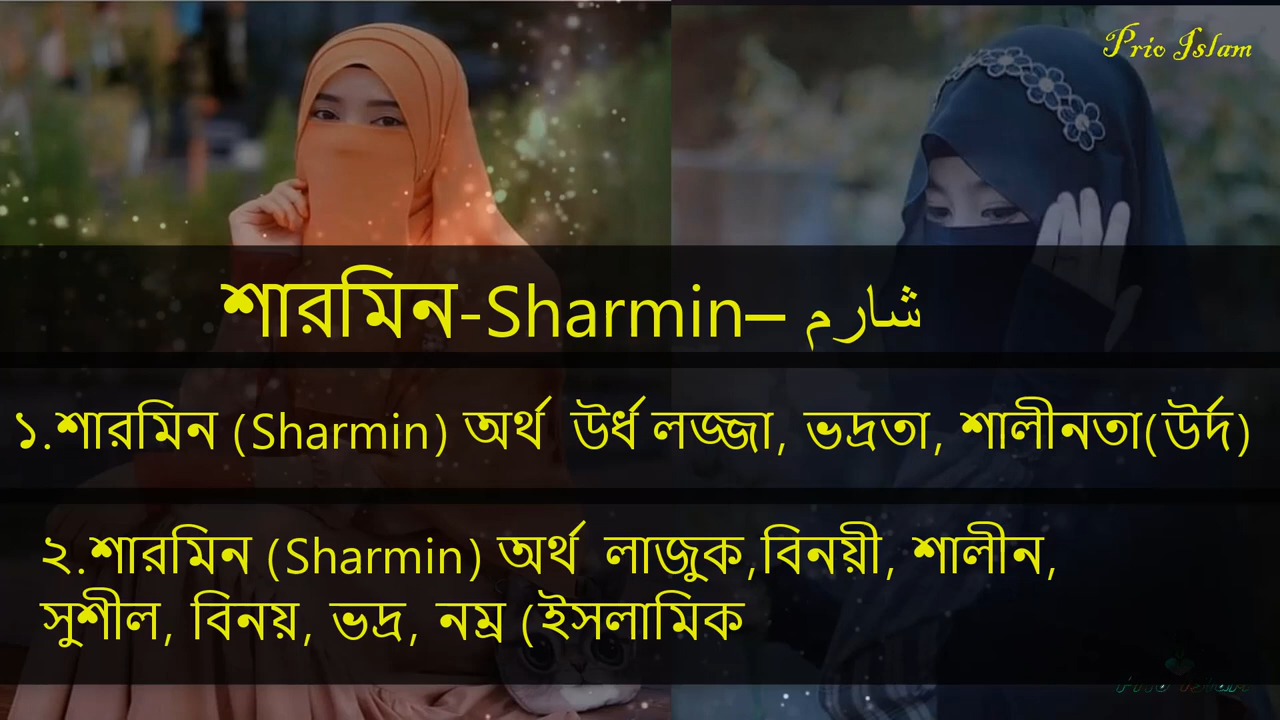 Prio Islam
শারমিন-Sharmin– شارم
১.শারমিন (Sharmin) অর্থ উর্ধ লজ্জা, ভদ্রতা, শালীনতা(উর্দ)
২.শারমিন (Sharmin) অর্থ লাজুক,বিনয়ী, শালীন,
সুশীল, বিনয়, ভদ্র, নম্র (ইসলামিক